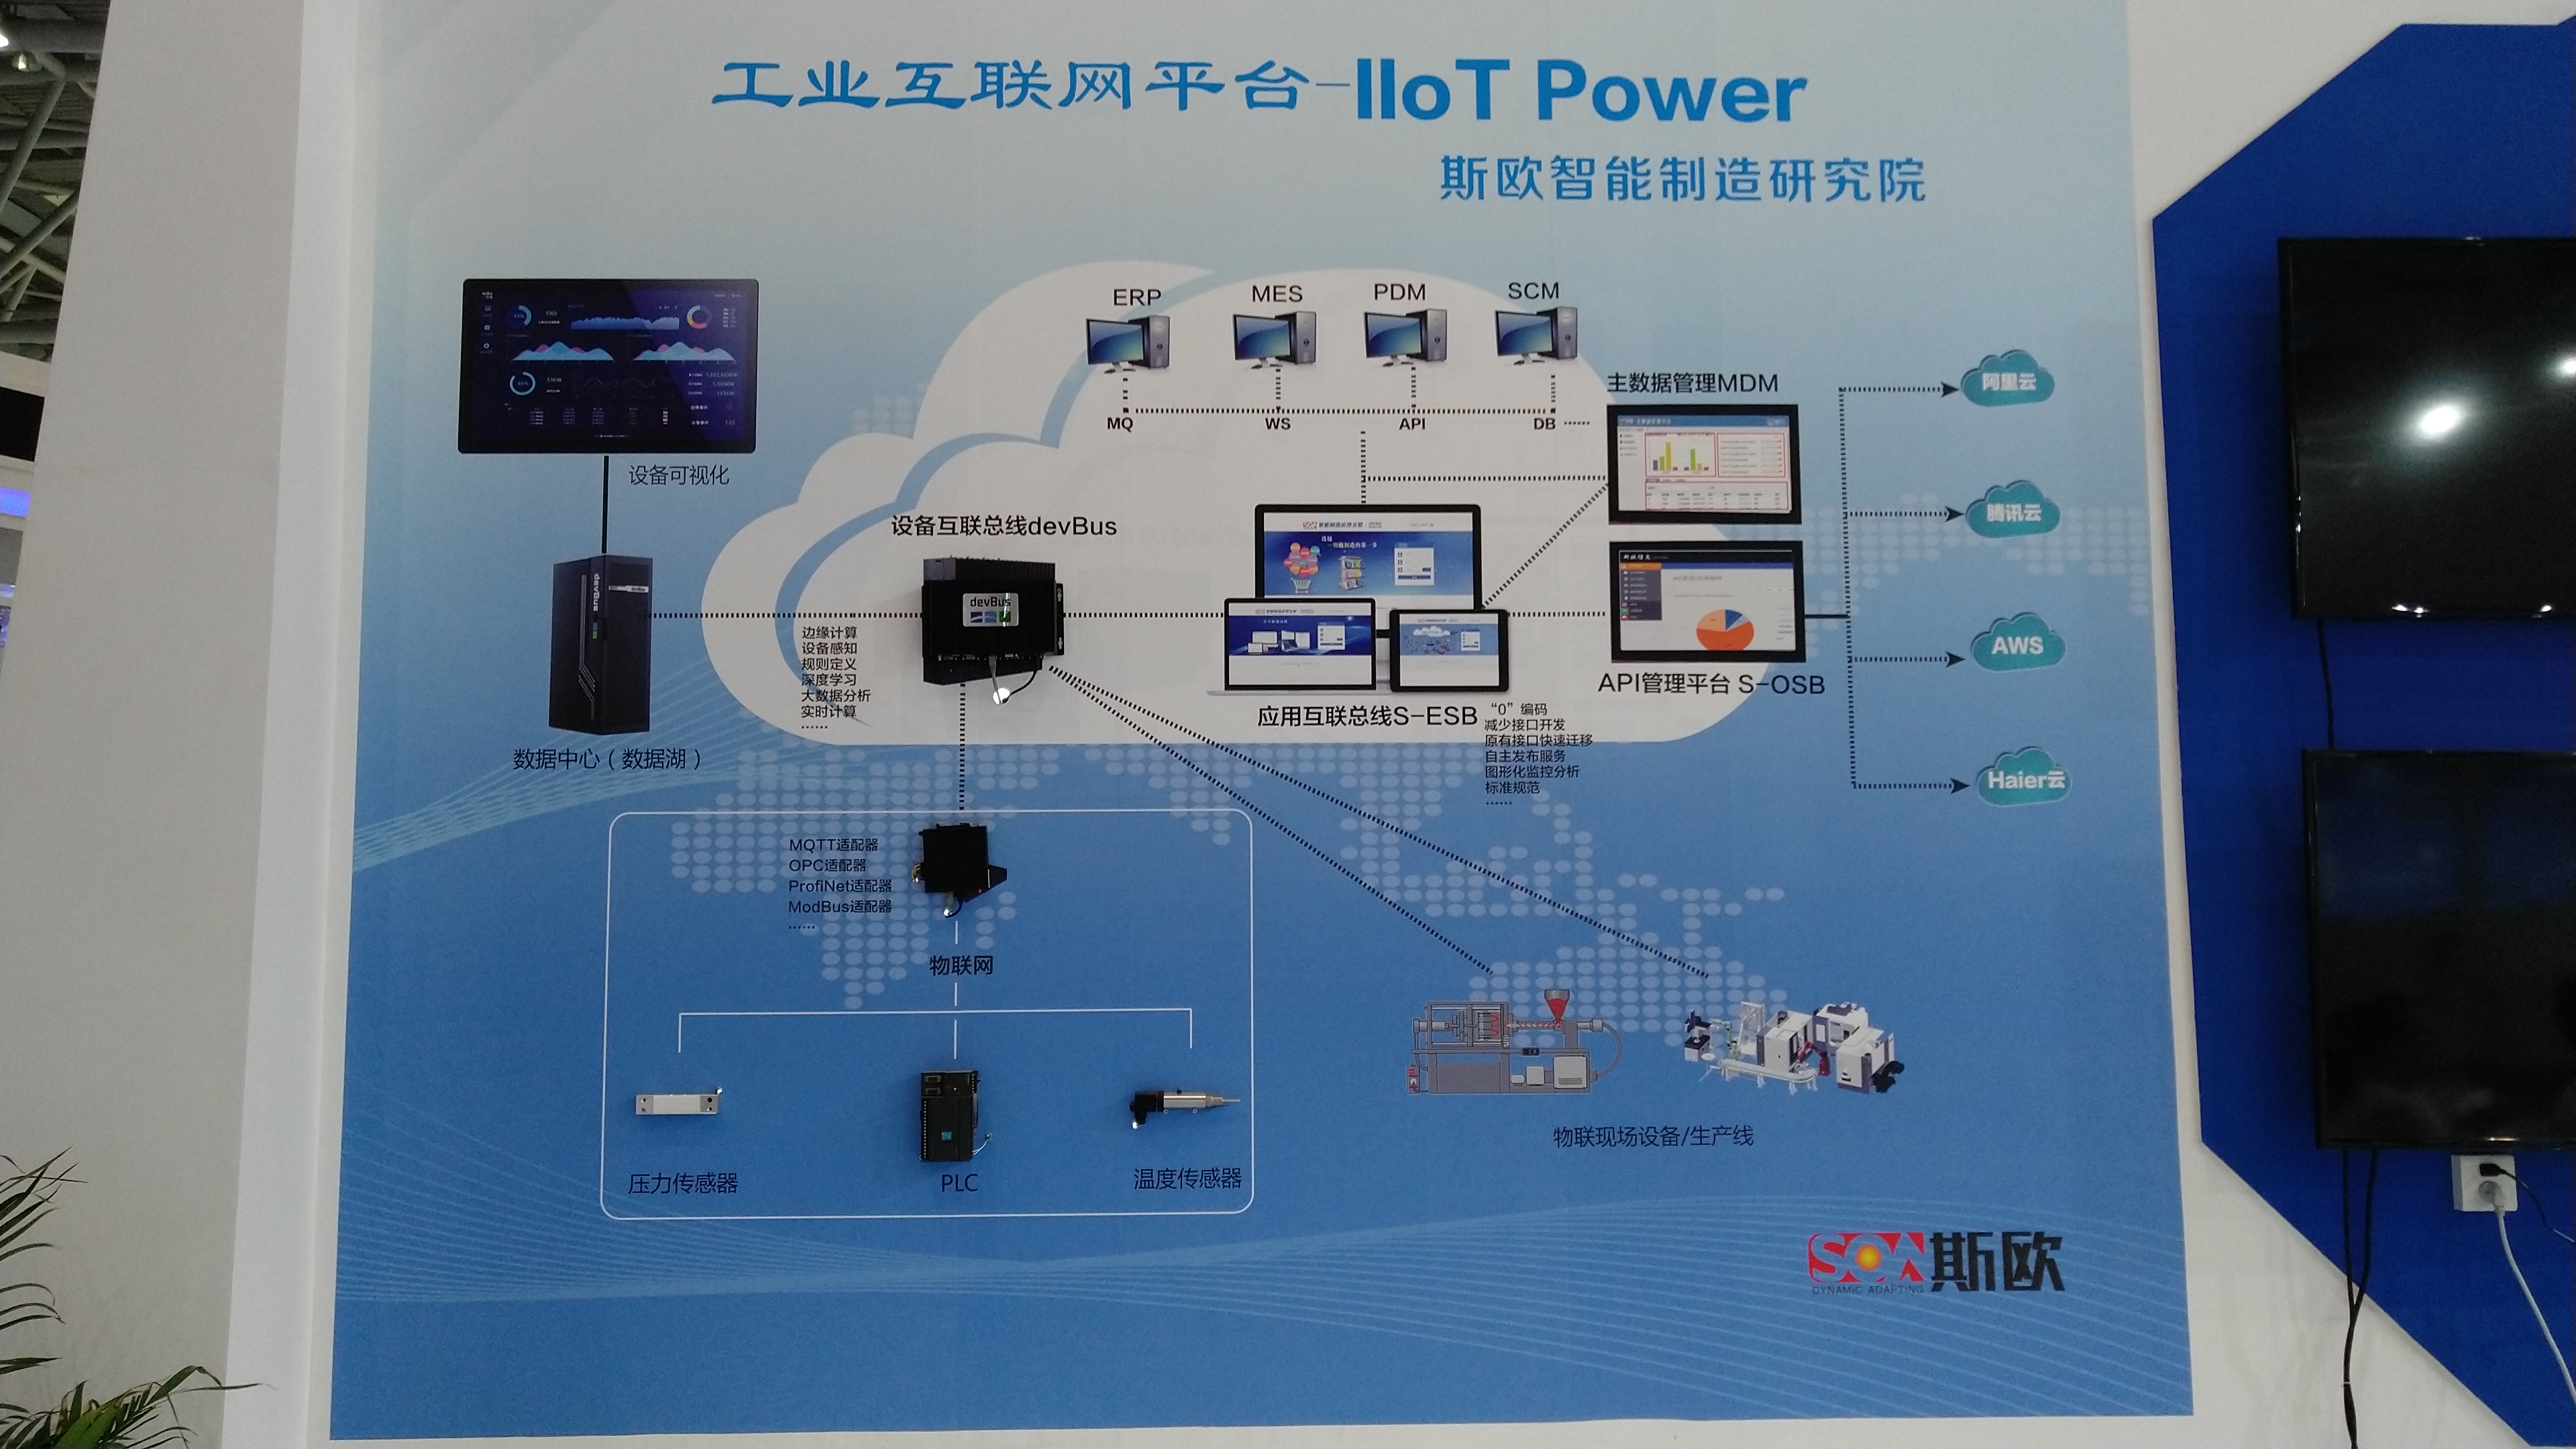 工业互联网平台-IIoT Power
斯欧智能制造研究院
ERP
MES
PDM
SCM
MQ
WS
API
DB ······
主数据管理MDM
阿里云
腾讯云
AWS
Haier云
设备可视化
设备互联总线devBus
devBus
devBus
边缘计算
设备感知
规则定义
深度学习
大数据分析
实时计算
······
数据中心（数据湖）
应用互联总线S-ESB
“0”编码
减少接口开发
原有接口快速迁移
自主发布服务
图形化监控分析
标准规范
······
API管理平台 S-OSB
MQTT适配器
OPC适配器
ProfiNet适配器
ModBus适配器
······
物联网
压力传感器
PLC
温度传感器
物联现场设备/生产线
SOA斯欧
DYNAMIC ADAPTING